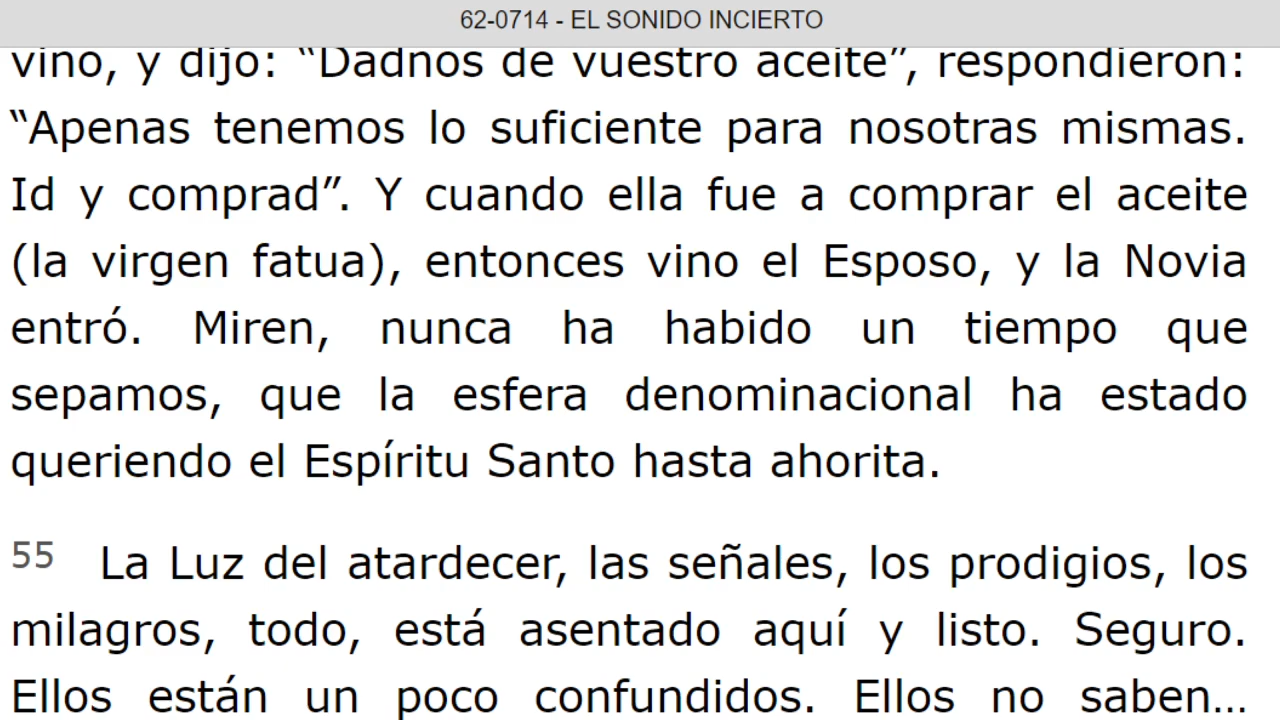 62-0714 - EL SONIDO INCIERTO
vino, y dijo: “Dadnos de vuestro aceite”, respondieron:
“Apenas tenemos lo suficiente para nosotras mismas.
Id y comprad”. Y cuando ella fue a comprar el aceite
(la virgen fatua), entonces vino el Esposo, y la Novia
entró. Miren, nunca ha habido un tiempo que
sepamos, que la esfera denominacional ha estado
queriendo el Espíritu Santo hasta ahorita.
55 La Luz del atardecer, las señales, los prodigios, los
milagros, todo, está asentado aquí y listo. Seguro.
Ellos están un poco confundidos. Ellos no saben...